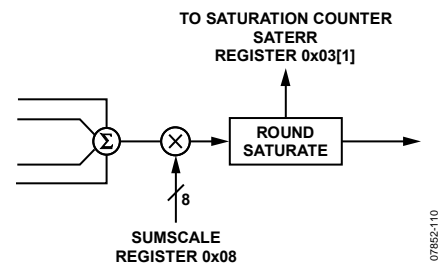 TO SATURATION COUNTER
SATERR
REGISTER 0x03[1]
Σ
×
ROUND
SATURATE
8
SUMSCALE
REGISTER 0x08
07852-110